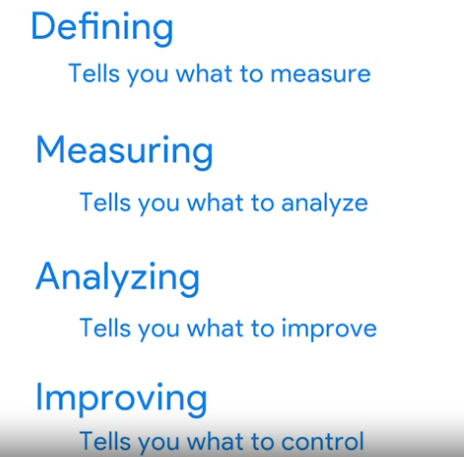 Defining
Tells you what to measure
Measuring
Tells you what to analyze
Analyzing
Tells you what to improve
Improving
Tells you what to control